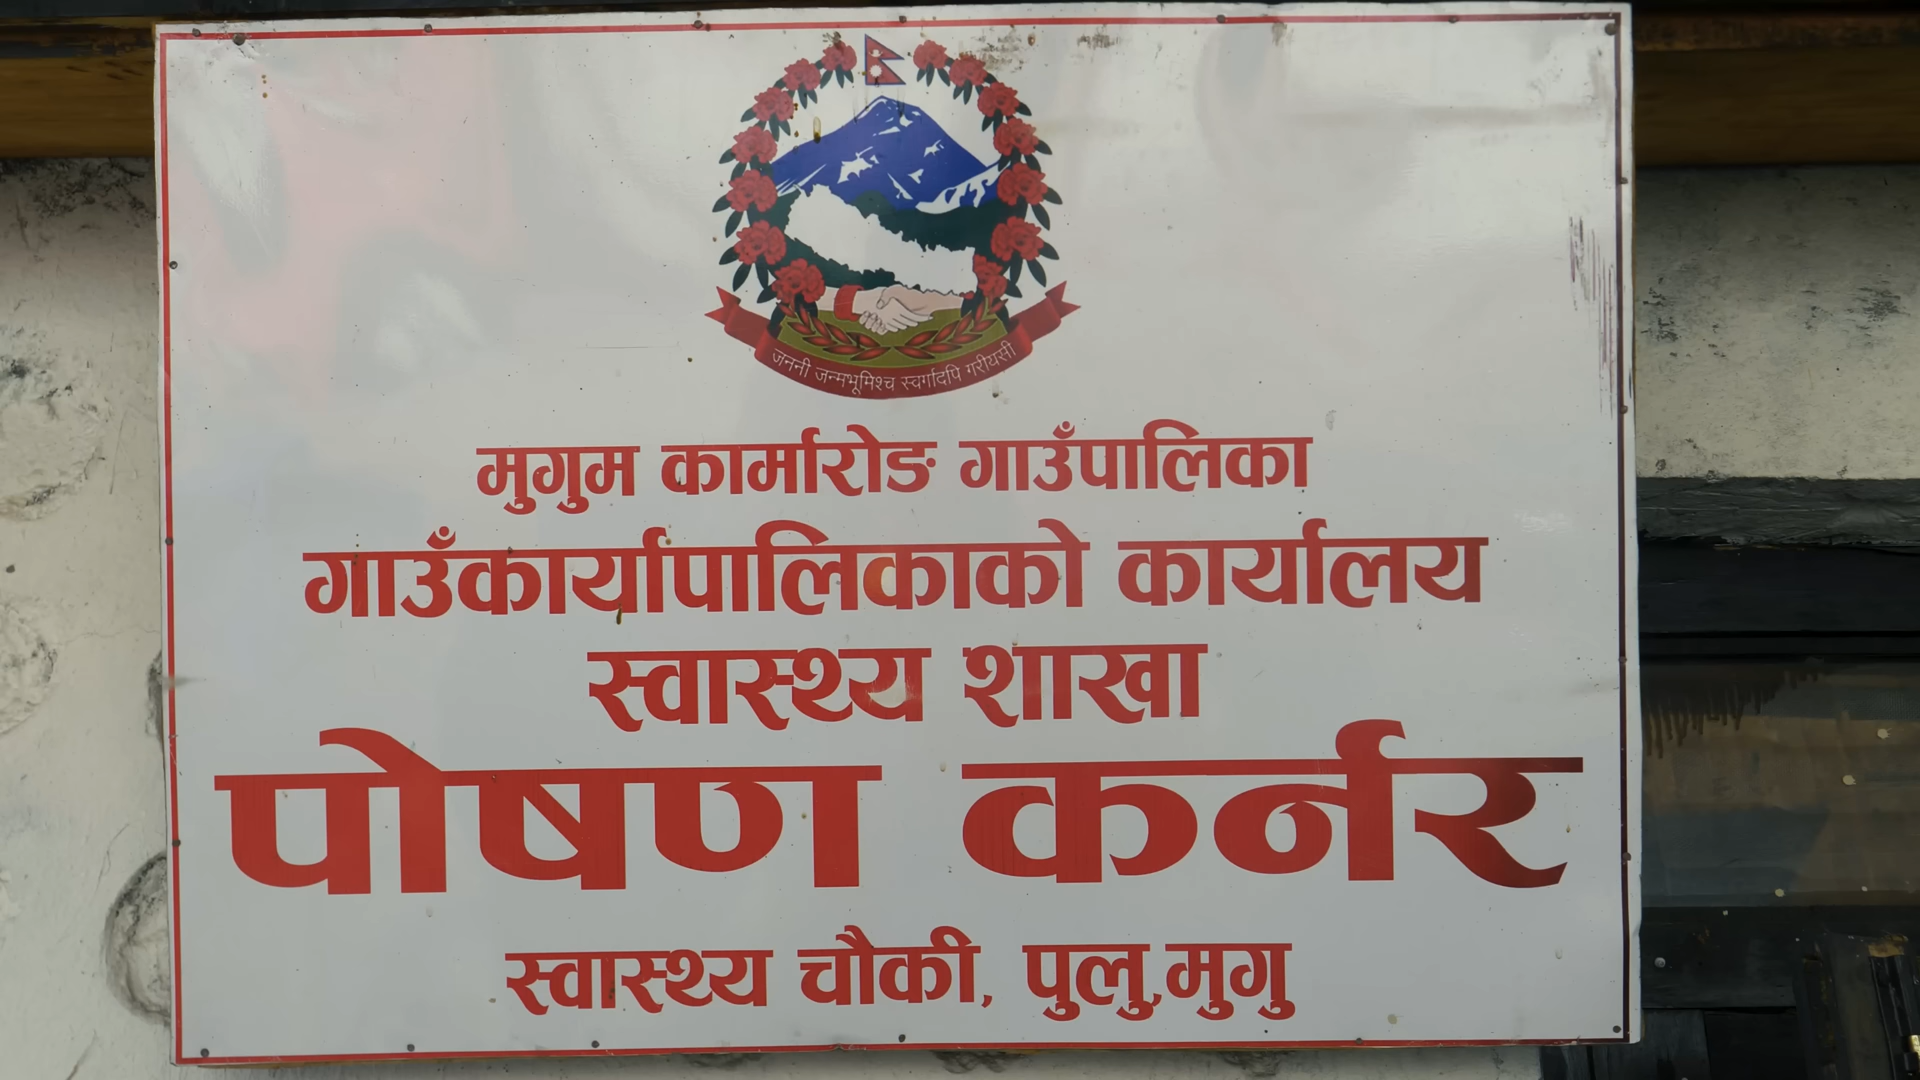 जननी जन्मभूमिश्च स्वर्गादपि गरीयसी
मुगुम कार्मारोङ गाउँपालिका
गाउँकार्यापालिकाको कार्यालय
स्वास्थ्य शाखा
पोषण कर्नर
स्वास्थ्य चौकी, पुलु,मुगु